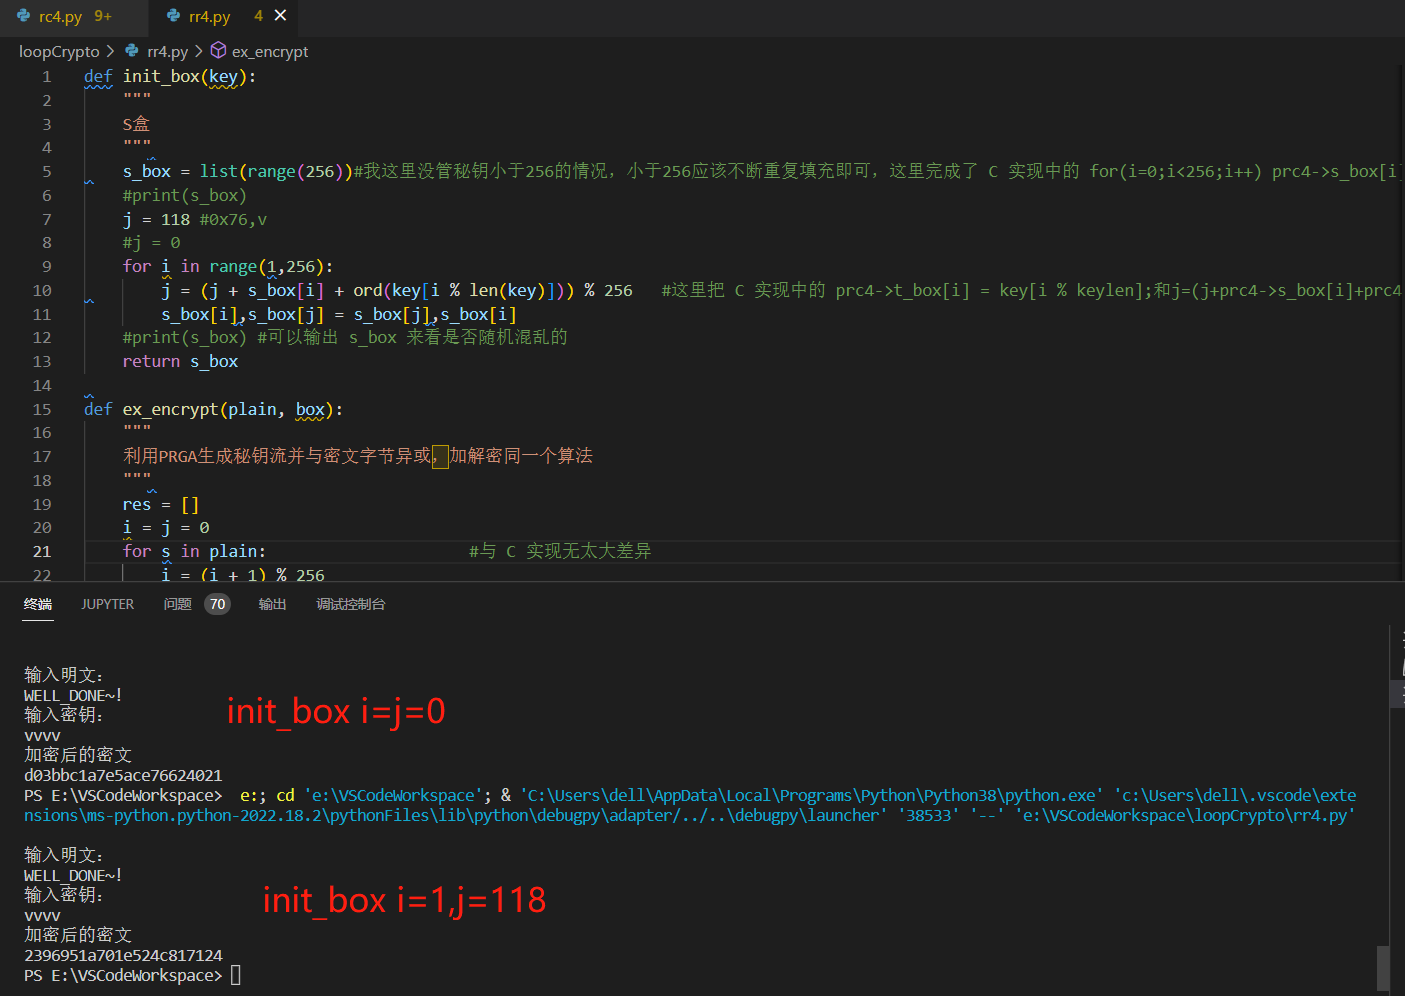 rc4.py 9+ rr4.py 4
loopCrypto > rr4.py > ex_encrypt
1 def init_box(key):
2 """
3 S盒
4 """
5 s_box = list(range(256))#我这里没管秘钥小于256的情况，小于256应该不断重复填充即可，这里完成了 C 实现中的 for(i=0;i<256;i++) prc4->s_box[i]
6 #print(s_box)
7 j = 118 #0x76,v
8 #j = 0
9 for i in range(1,256):
10 j = (j + s_box[i] + ord(key[i % len(key)])) % 256 #这里把 C 实现中的 prc4->t_box[i] = key[i % keylen];和j=(j+prc4->s_box[i]+prc4
11 s_box[i],s_box[j] = s_box[j],s_box[i]
12 #print(s_box) #可以输出 s_box 来看是否随机混乱的
13 return s_box
14
15 def ex_encrypt(plain, box):
16 """
17 利用PRGA生成秘钥流并与密文字节异或，加解密同一个算法
18 """
19 res = []
20 i = j = 0
21 for s in plain: #与 C 实现无太大差异
22 i = (i + 1) % 256
终端 JUPYTER 问题 70 输出 调试控制台
输入明文：
WELL_DONE~!
输入密钥：
vvvv
init_box i=j=0
加密后的密文
d03bbc1a7e5ace76624021
PS E:\VSCodeWorkspace> e:; cd 'e:\VSCodeWorkspace'; & 'C:\Users\dell\AppData\Local\Programs\Python\Python38\python.exe' 'c:\Users\dell\.vscode\exte
nsions\ms-python.python-2022.18.2\pythonFiles\lib\python\debugpy\adapter/../..\debugpy\launcher' '38533' '--' 'e:\VSCodeWorkspace\loopCrypto\rr4.py'
输入明文：
WELL_DONE~!
输入密钥：
init_box i=1,j=118
vvvv
加密后的密文
2396951a701e524c817124
PS E:\VSCodeWorkspace>